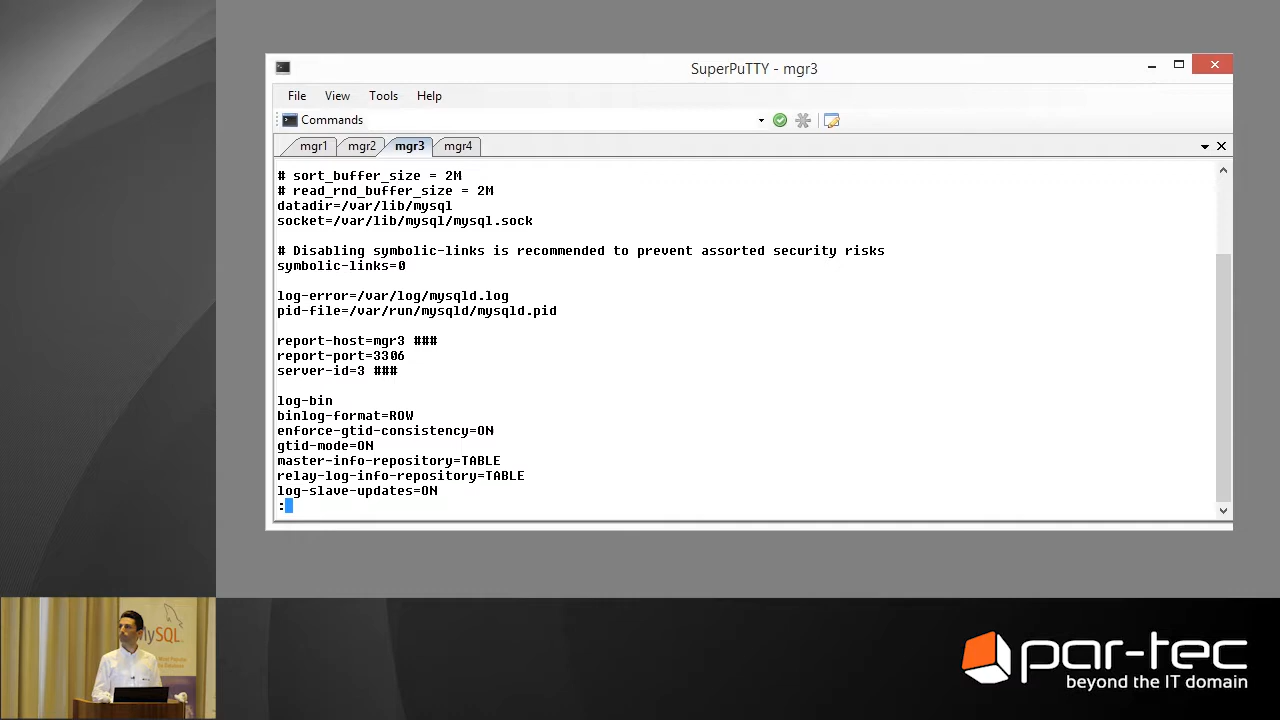 SuperPuTTY - mgr3
File View Tools Help
Commands
mgr1 mgr2 mgr3 mgr4
# sort_buffer_size = 2M
# read_rnd_buffer_size = 2M
datadir=/var/lib/mysql
socket=/var/lib/mysql/mysql.sock
# Disabling symbolic-links is recommended to prevent assorted security risks
symbolic-links=0
log-error=/var/log/mysqld.log
pid-file=/var/run/mysqld/mysqld.pid
report-host=mgr3 ###
report-port=3306
server-id=3 ###
log-bin
binlog-format=ROW
enforce-gtid-consistency=ON
gtid-mode=ON
master-info-repository=TABLE
relay-log-info-repository=TABLE
log-slave-updates=ON
:
MySQL
par-tec
beyond the IT domain